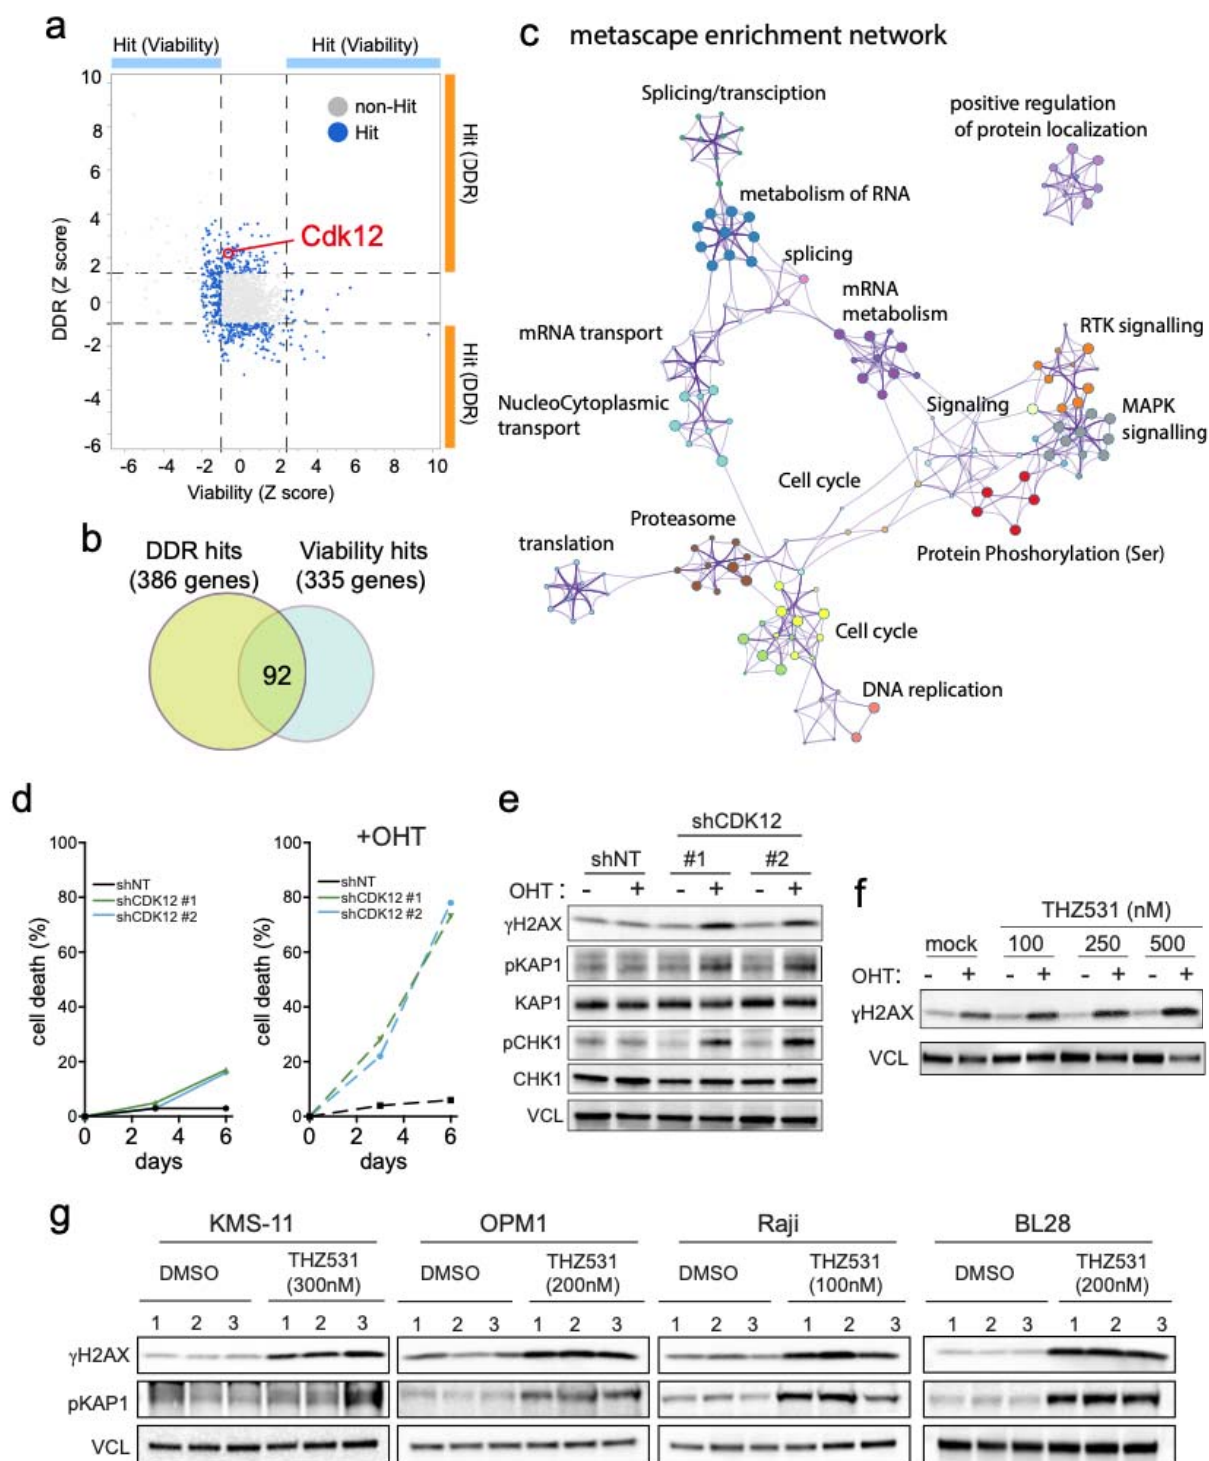 a
Hit (Viability)
Hit (Viability)
10
8
6
4
2
0
-2
-4
-6
DDR (Z score)
non-Hit
Hit
Cdk12
Hit (DDR)
Hit (DDR)
-6 -4 -2 0 2 4 6 8 10
Viability (Z score)
b
DDR hits
(386 genes)
Viability hits
(335 genes)
92
c
metascape enrichment network
Splicing/transciption
positive regulation
of protein localization
metabolism of RNA
splicing
mRNA
metabolism
mRNA transport
RTK signalling
NucleoCytoplasmic
transport
Signaling
MAPK
signalling
Cell cycle
Proteasome
translation
Protein Phoshorylation (Ser)
Cell cycle
DNA replication
d
100
80
60
40
20
0
cell death (%)
shNT
shCDK12 #1
shCDK12 #2
0 2 4 6
days
+OHT
100
80
60
40
20
0
cell death (%)
shNT
shCDK12 #1
shCDK12 #2
0 2 4 6
days
e
shCDK12
shNT #1 #2
OHT : - + - + - +
γH2AX
pKAP1
KAP1
pCHK1
CHK1
VCL
f
THZ531 (nM)
mock 100 250 500
OHT: - + - + - + - +
γH2AX
VCL
g
KMS-11 OPM1 Raji BL28
DMSO THZ531
(300nM)
DMSO THZ531
(200nM)
DMSO THZ531
(100nM)
DMSO THZ531
(200nM)
1 2 3 1 2 3 1 2 3 1 2 3 1 2 3 1 2 3 1 2 3 1 2 3
γH2AX
pKAP1
VCL